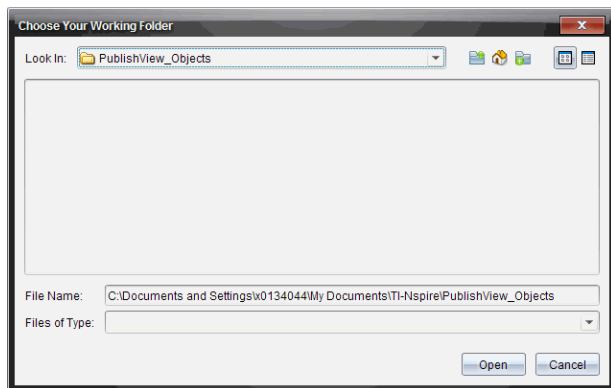 Choose Your Working Folder
Look In: PublishView_Objects
File Name: C:\Documents and Settings\x0134044\My Documents\TI-Nspire\PublishView_Objects
Files of Type:
Open Cancel